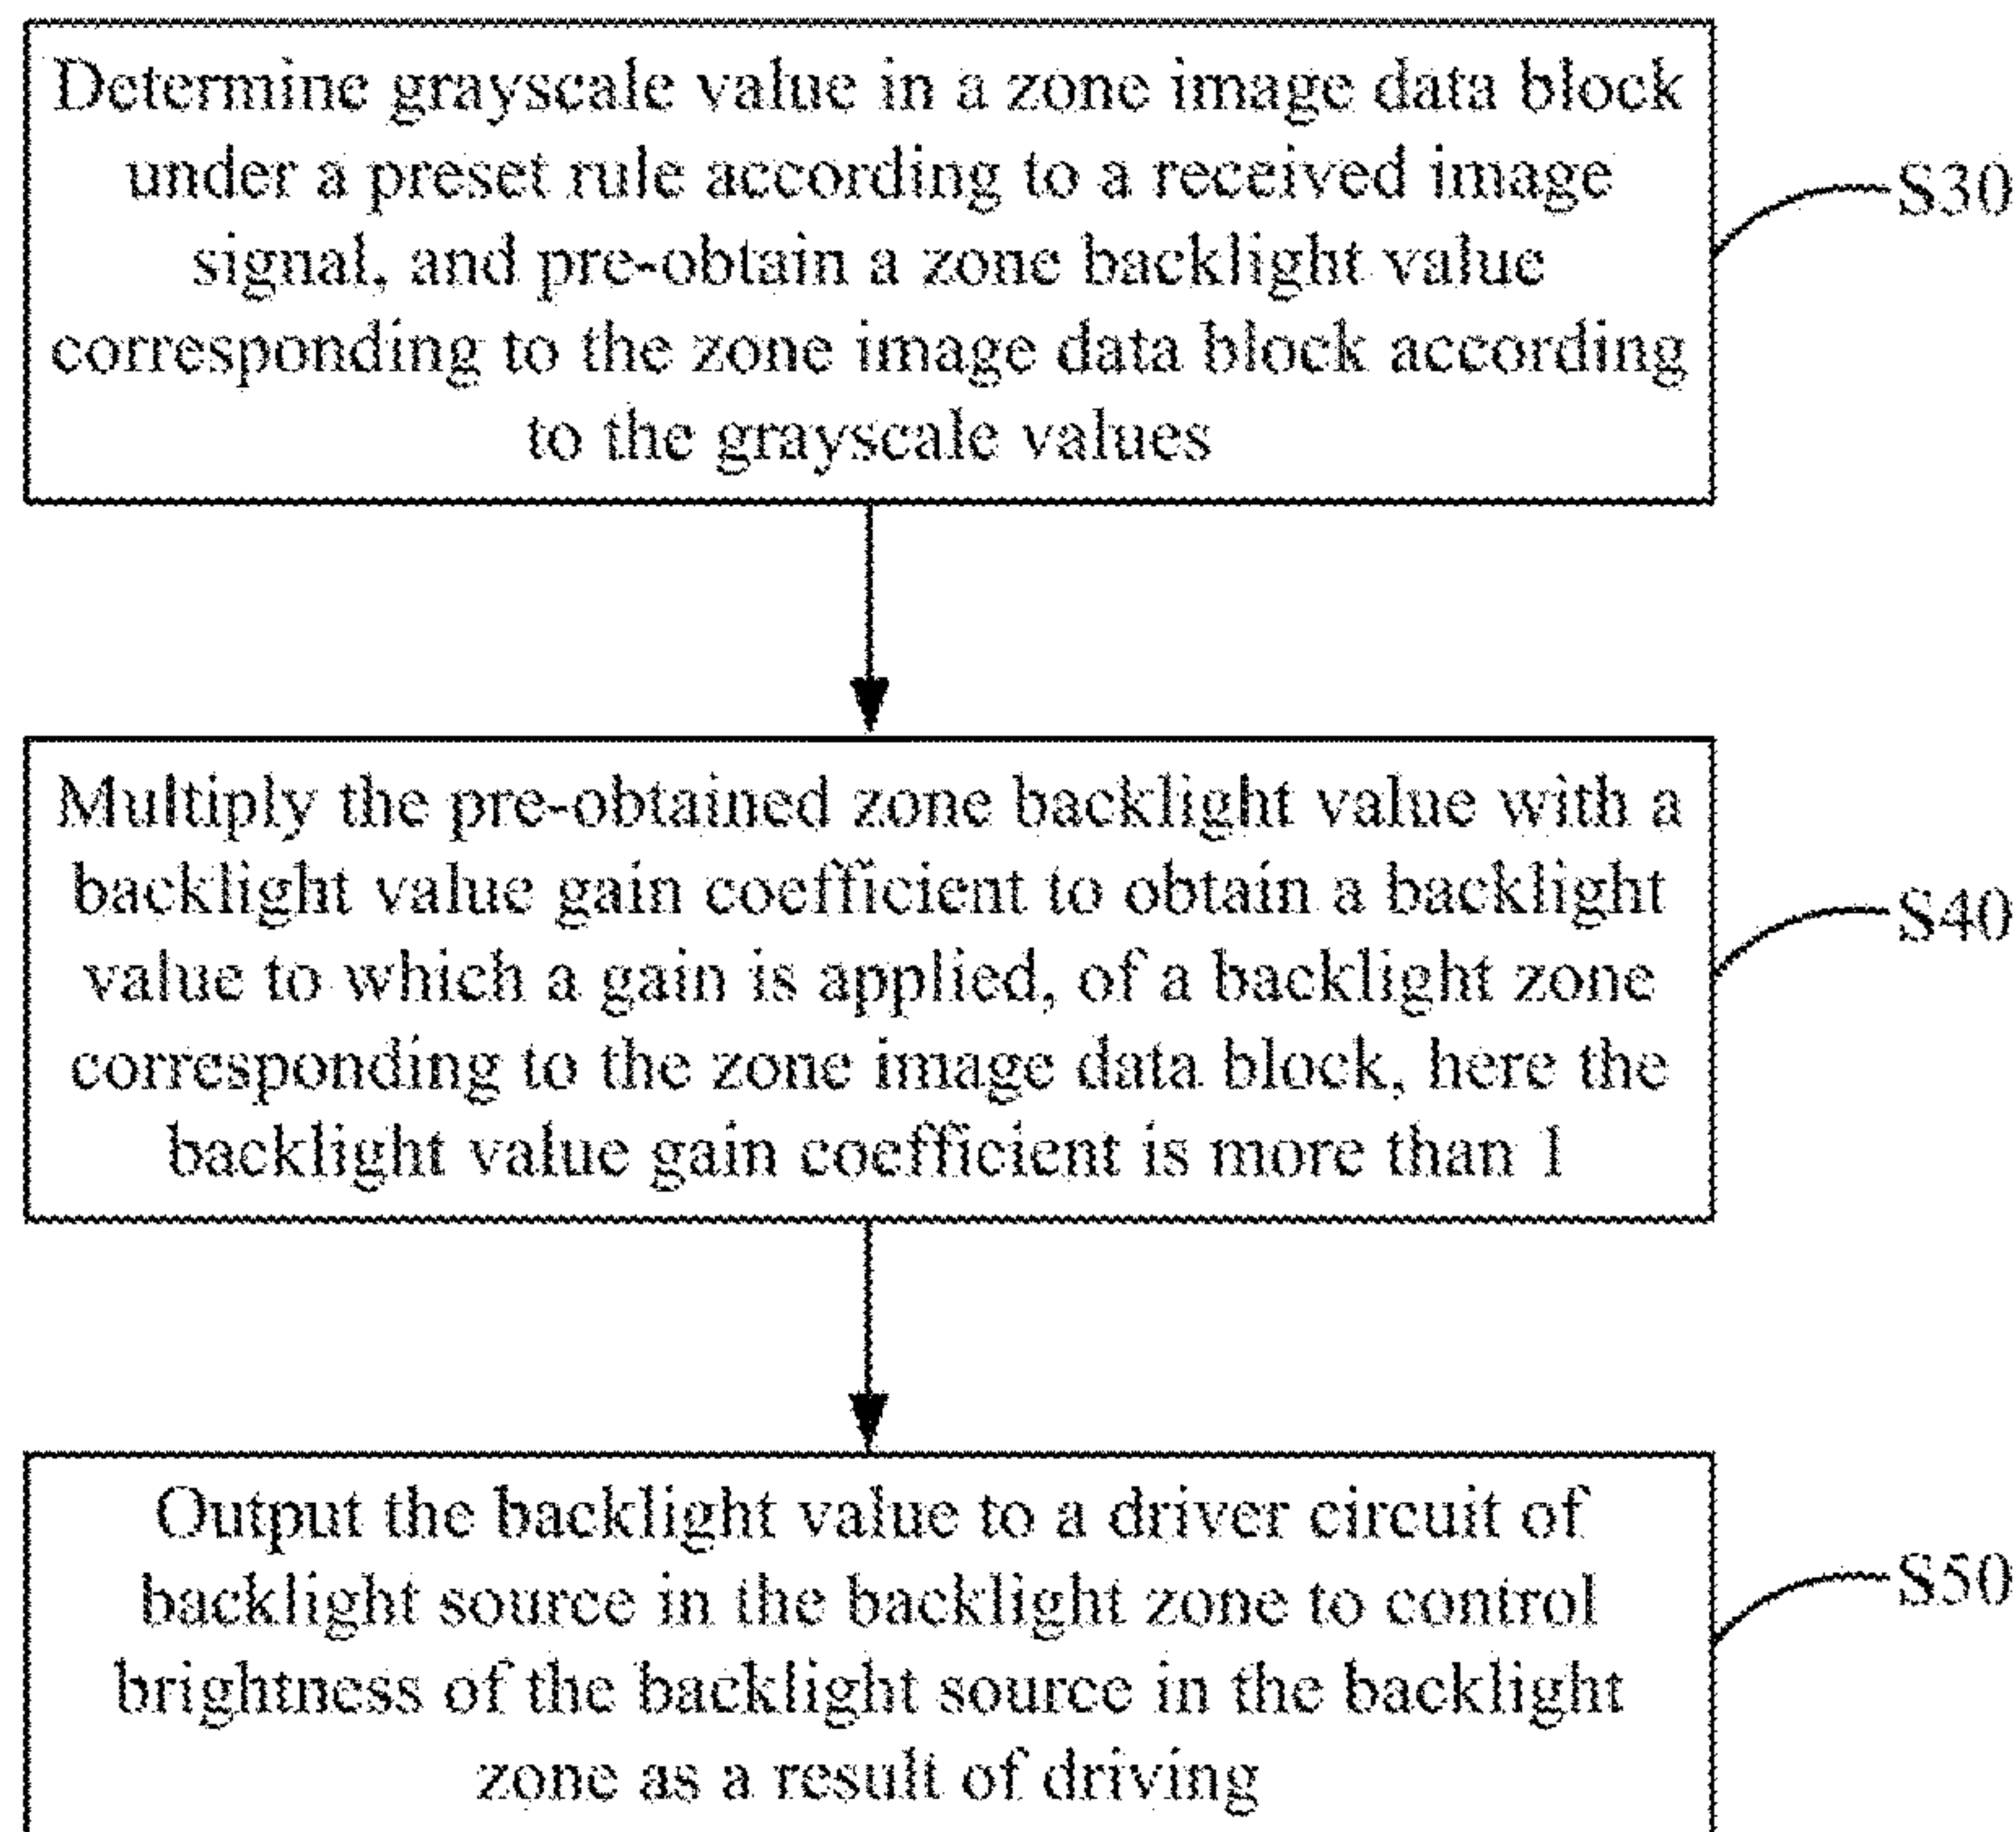 Determine grayscale value in a zone image data block
under a preset rule according to a received image
signal, and pre-obtain a zone backlight value
corresponding to the zone image data block according
to the grayscale values
S30
Multiply the pre-obtained zone backlight value with a
backlight value gain coefficient to obtain a backlight
value to which a gain is applied, of a backlight zone
corresponding to the zone image data block, here the
backlight value gain coefficient is more than 1
S40
Output the backlight value to a driver circuit of
backlight source in the backlight zone to control
brightness of the backlight source in the backlight
zone as a result of driving
S50